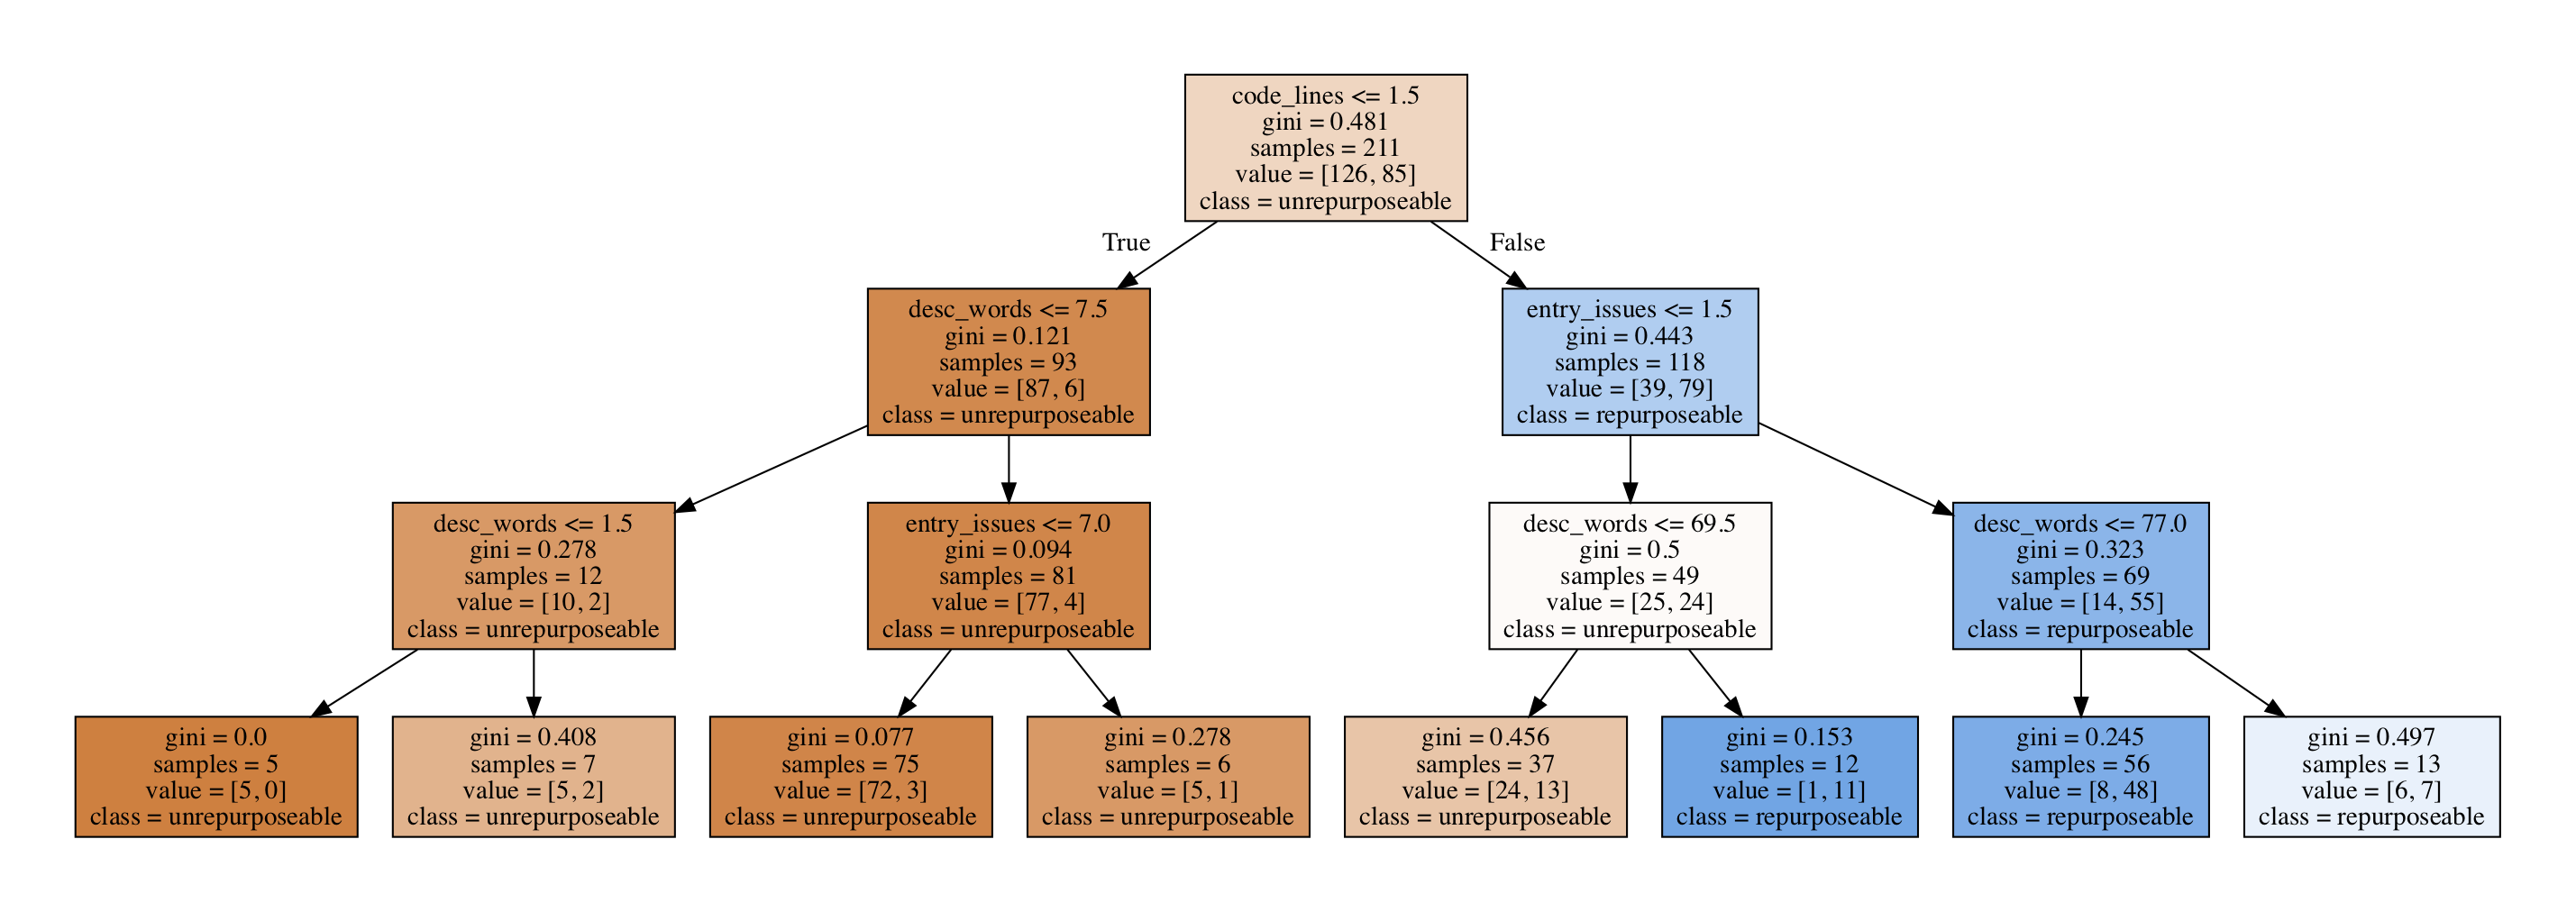 code_lines <= 1.5
gini = 0.481
samples = 211
value = [126, 85]
class = unrepurposeable
True
False
desc_words <= 7.5
gini = 0.121
samples = 93
value = [87, 6]
class = unrepurposeable
entry_issues <= 1.5
gini = 0.443
samples = 118
value = [39, 79]
class = repurposeable
desc_words <= 1.5
gini = 0.278
samples = 12
value = [10, 2]
class = unrepurposeable
entry_issues <= 7.0
gini = 0.094
samples = 81
value = [77, 4]
class = unrepurposeable
desc_words <= 69.5
gini = 0.5
samples = 49
value = [25, 24]
class = unrepurposeable
desc_words <= 77.0
gini = 0.323
samples = 69
value = [14, 55]
class = repurposeable
gini = 0.0
samples = 5
value = [5, 0]
class = unrepurposeable
gini = 0.408
samples = 7
value = [5, 2]
class = unrepurposeable
gini = 0.077
samples = 75
value = [72, 3]
class = unrepurposeable
gini = 0.278
samples = 6
value = [5, 1]
class = unrepurposeable
gini = 0.456
samples = 37
value = [24, 13]
class = unrepurposeable
gini = 0.153
samples = 12
value = [1, 11]
class = repurposeable
gini = 0.245
samples = 56
value = [8, 48]
class = repurposeable
gini = 0.497
samples = 13
value = [6, 7]
class = repurposeable